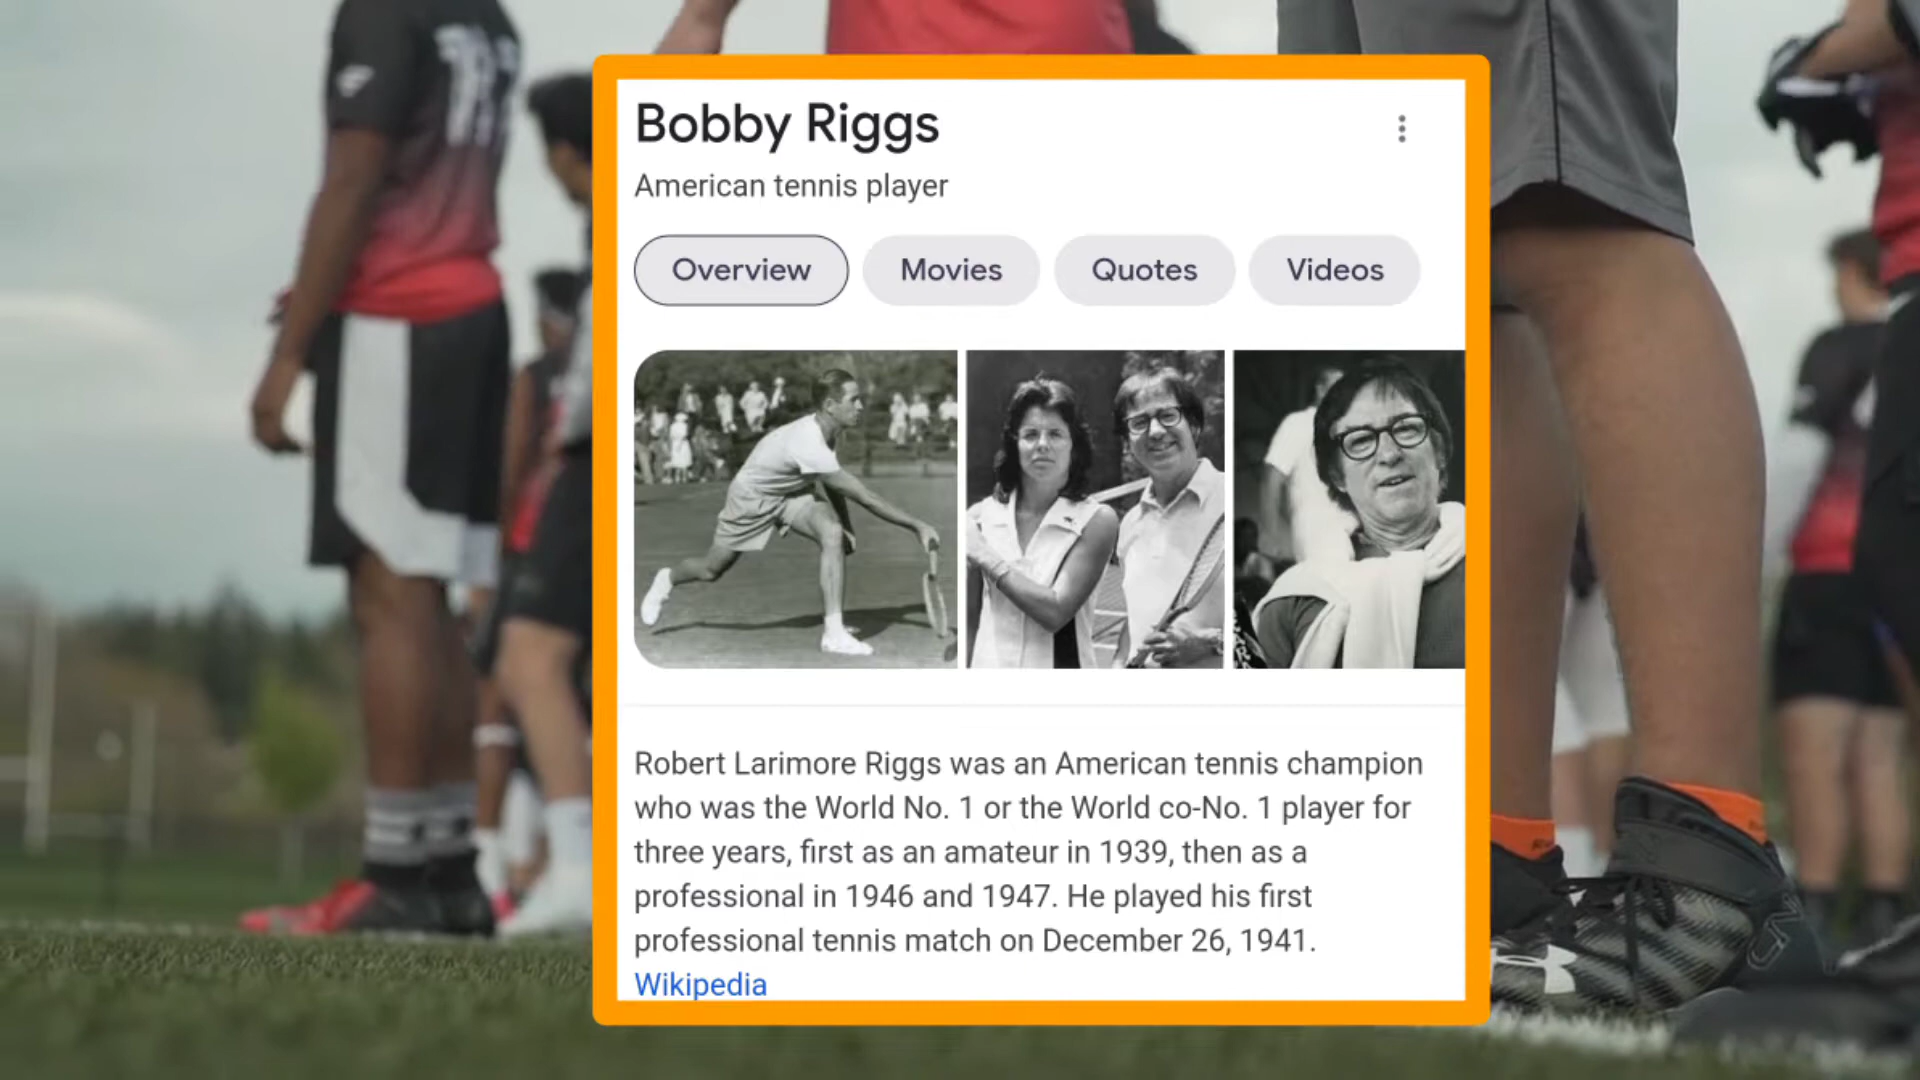 Bobby Riggs
American tennis player
Overview Movies Quotes Videos
Robert Larimore Riggs was an American tennis champion
who was the World No. 1 or the World co-No. 1 player for
three years, first as an amateur in 1939, then as a
professional in 1946 and 1947. He played his first
professional tennis match on December 26, 1941.
Wikipedia